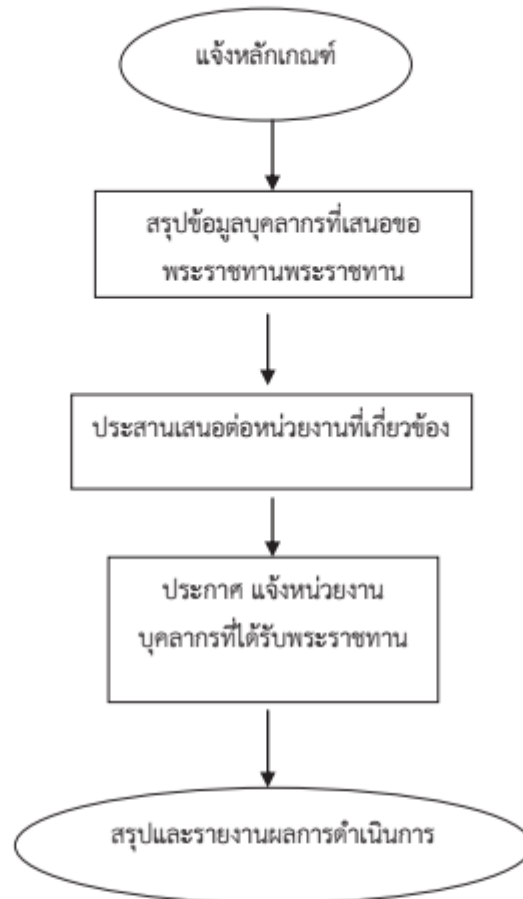 แจ้งหลักเกณฑ์
สรุปข้อมูลบุคลากรที่เสนอขอ
พระราชทานพระราชทาน
ประสานเสนอต่อหน่วยงานที่เกี่ยวข้อง
ประกาศ แจ้งหน่วยงาน
บุคลากรที่ได้รับพระราชทาน
สรุปและรายงานผลการดำเนินการ